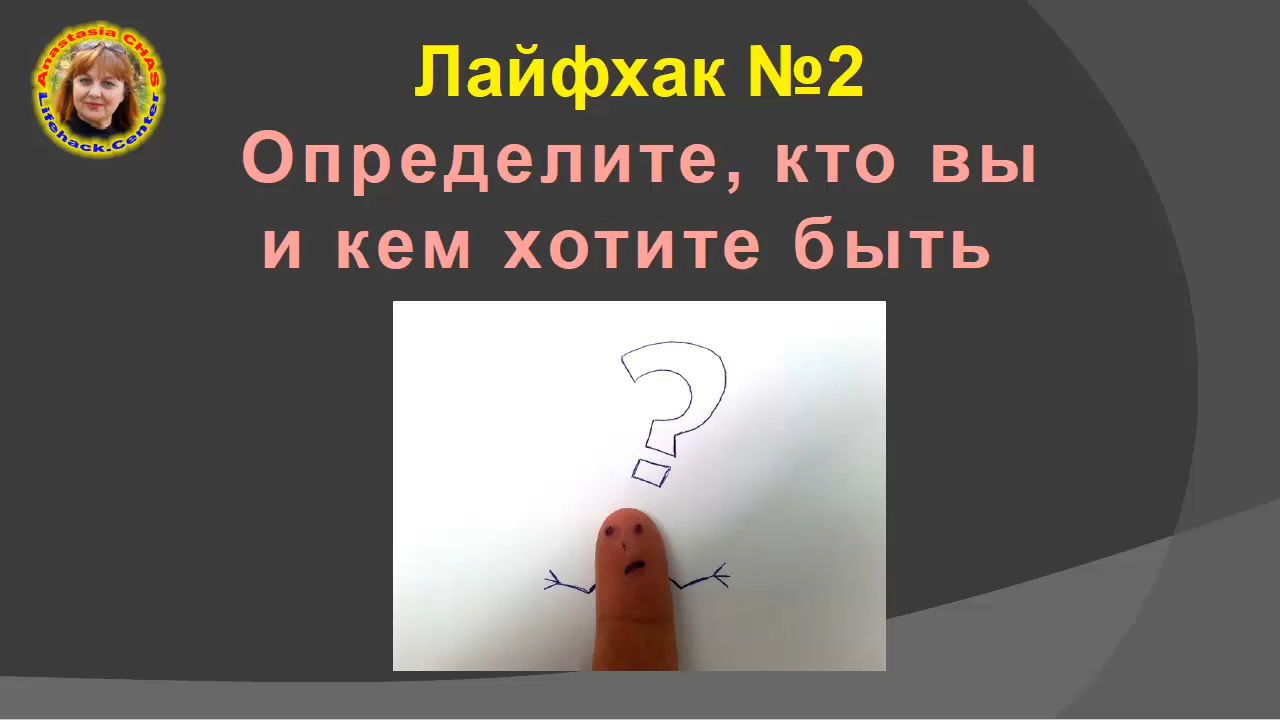 Anastasia CHAS
Lifehack.Center
Лайфхак №2
Определите, кто вы
и кем хотите быть
?